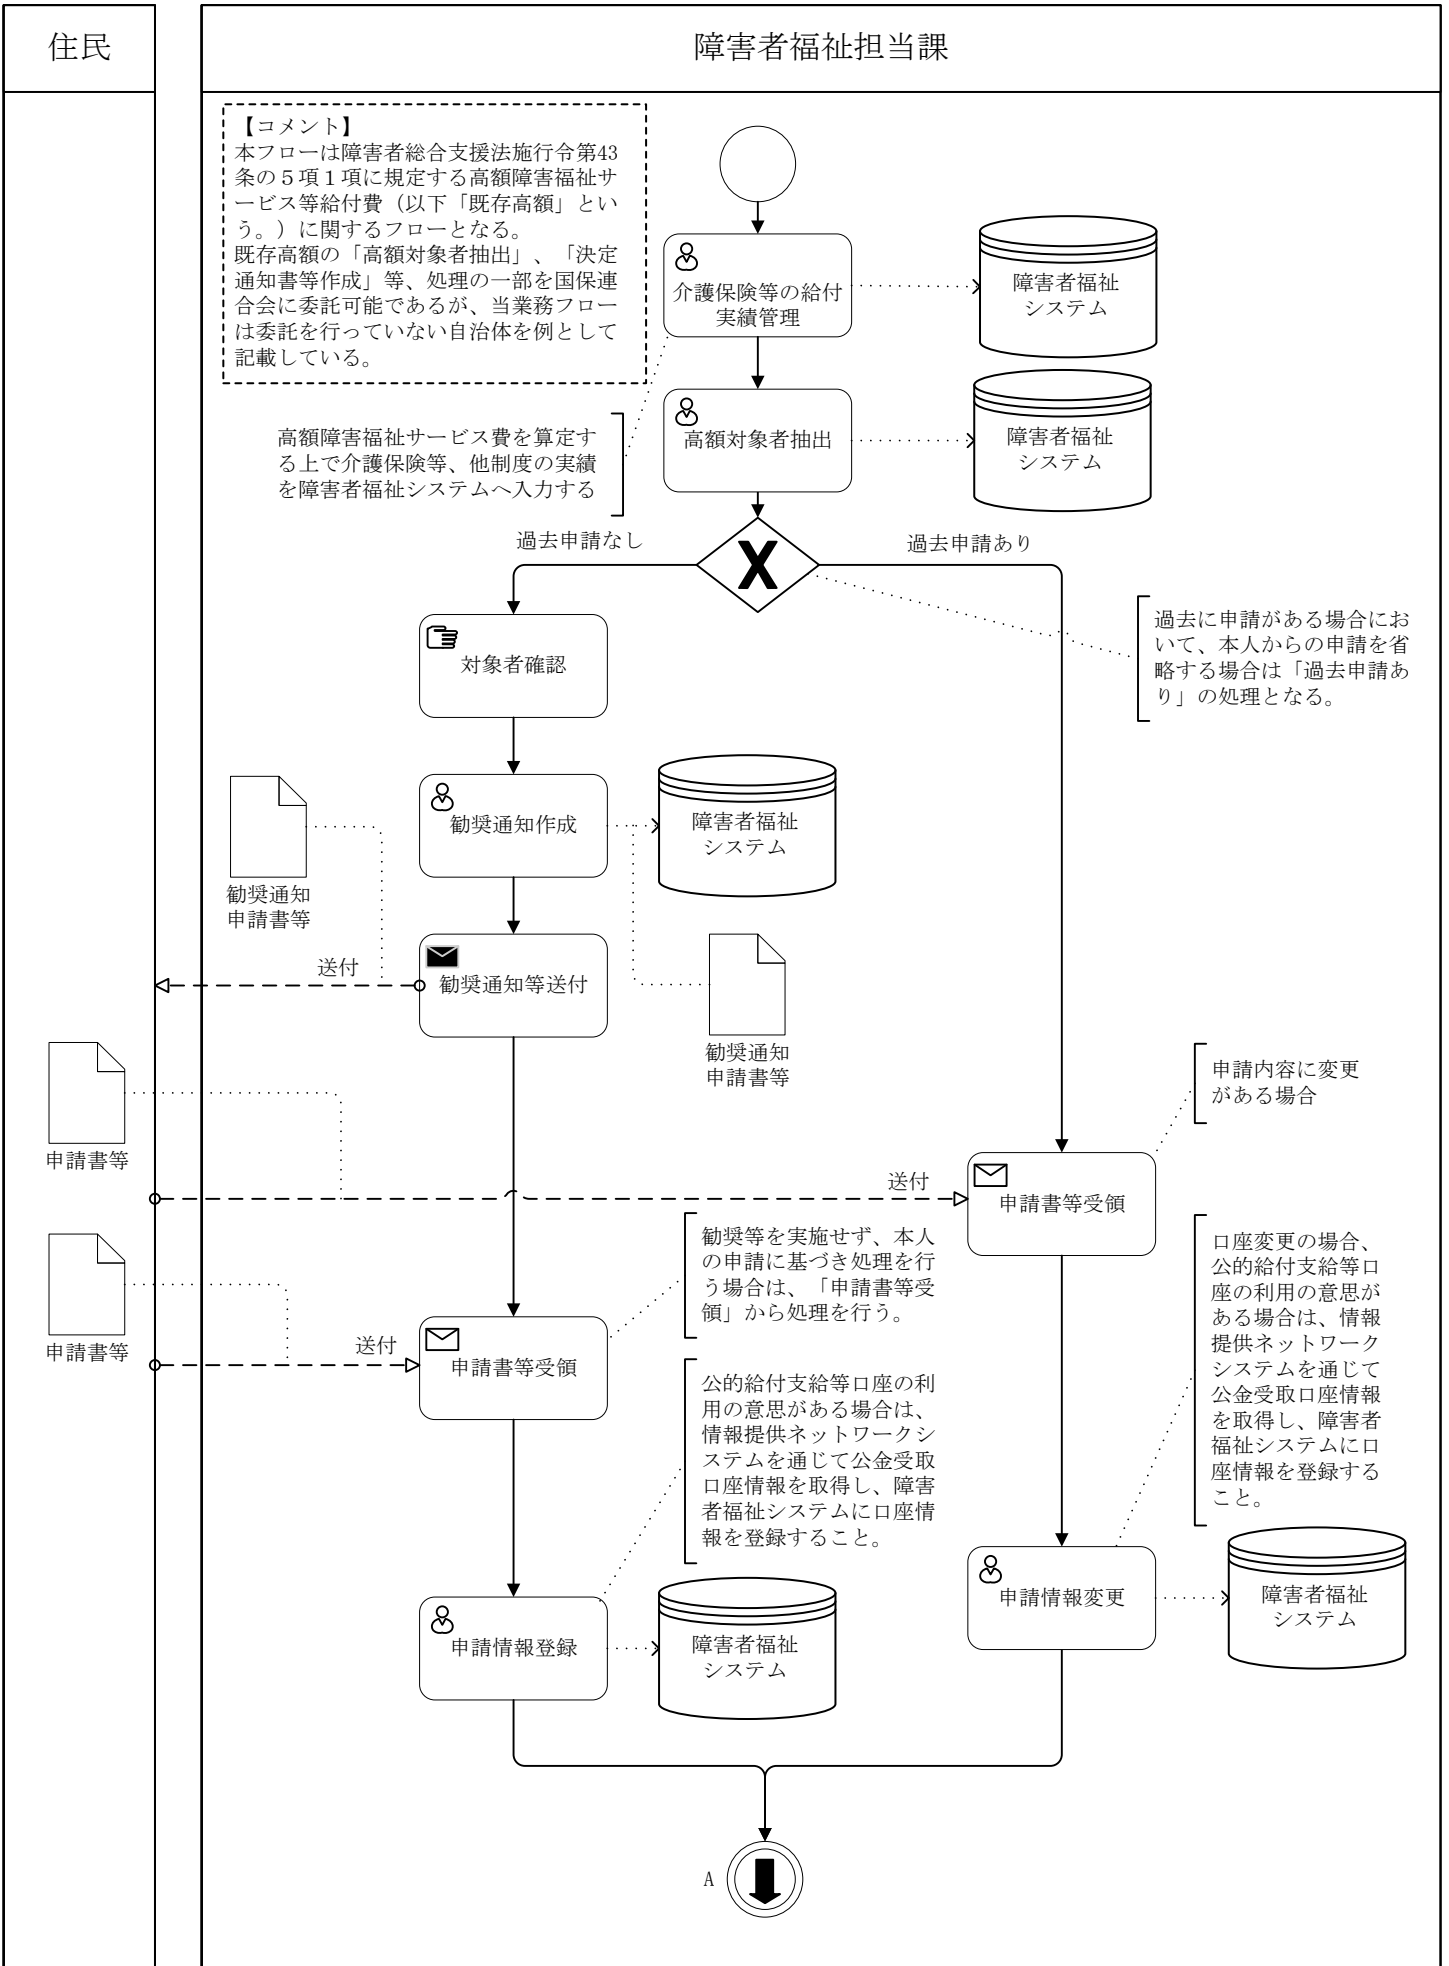 住民
障害者福祉担当課
【コメント】
本フローは障害者総合支援法施行令第43
条の５項１項に規定する高額障害福祉サ
ービス等給付費（以下「既存高額」とい
う。）に関するフローとなる。
既存高額の「高額対象者抽出」、「決定
通知書等作成」等、処理の一部を国保連
合会に委託可能であるが、当業務フロー
は委託を行っていない自治体を例として
記載している。
介護保険等の給付
実績管理
障害者福祉
システム
高額障害福祉サービス費を算定す
る上で介護保険等、他制度の実績
を障害者福祉システムへ入力する
高額対象者抽出
障害者福祉
システム
過去申請なし
過去申請あり
X
過去に申請がある場合にお
いて、本人からの申請を省
略する場合は「過去申請あ
り」の処理となる。
対象者確認
勧奨通知作成
障害者福祉
システム
勧奨通知
申請書等
送付
勧奨通知等送付
勧奨通知
申請書等
申請書等
申請内容に変更
がある場合
送付
申請書等受領
勧奨等を実施せず、本人
の申請に基づき処理を行
う場合は、「申請書等受
領」から処理を行う。
申請書等
送付
申請書等受領
口座変更の場合、
公的給付支給等口
座の利用の意思が
ある場合は、情報
提供ネットワーク
システムを通じて
公金受取口座情報
を取得し、障害者
福祉システムに口
座情報を登録する
こと。
公的給付支給等口座の利
用の意思がある場合は、
情報提供ネットワークシ
ステムを通じて公金受取
口座情報を取得し、障害
者福祉システムに口座情
報を登録すること。
申請情報変更
障害者福祉
システム
申請情報登録
障害者福祉
システム
A